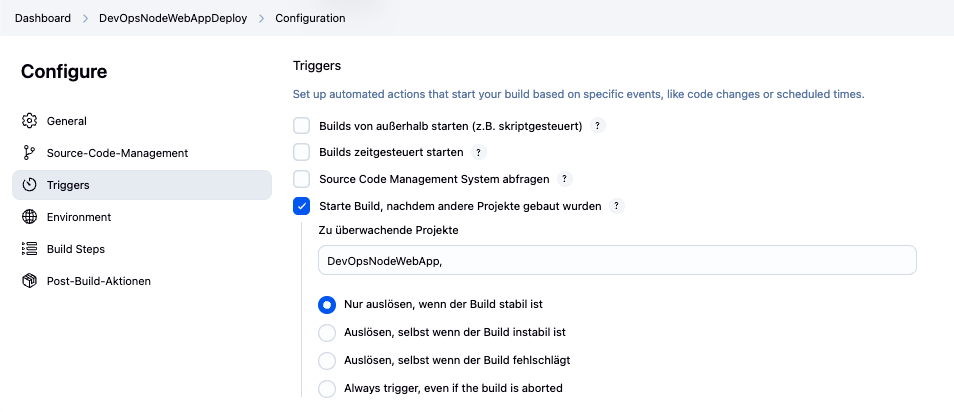 Dashboard > DevOpsNodeWebAppDeploy > Configuration
Configure
General
Source-Code-Management
Triggers
Environment
Build Steps
Post-Build-Aktionen
Triggers
Set up automated actions that start your build based on specific events, like code changes or scheduled times.
Builds von außerhalb starten (z.B. skriptgesteuert) ?
Builds zeitgesteuert starten ?
Source Code Management System abfragen ?
Starte Build, nachdem andere Projekte gebaut wurden ?
Zu überwachende Projekte
DevOpsNodeWebApp,
Nur auslösen, wenn der Build stabil ist
Auslösen, selbst wenn der Build instabil ist
Auslösen, selbst wenn der Build fehlschlägt
Always trigger, even if the build is aborted